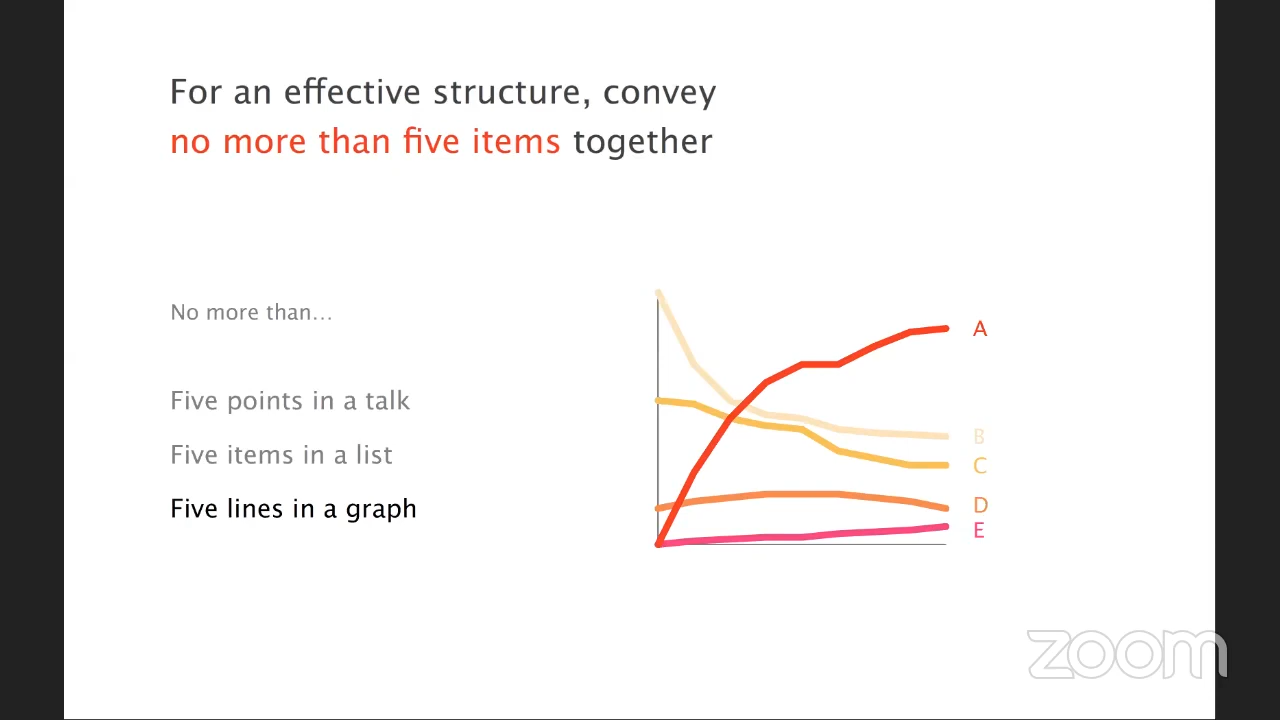 For an effective structure, convey
no more than five items together
No more than…
Five points in a talk
Five items in a list
Five lines in a graph
A
B
C
D
E
zoom